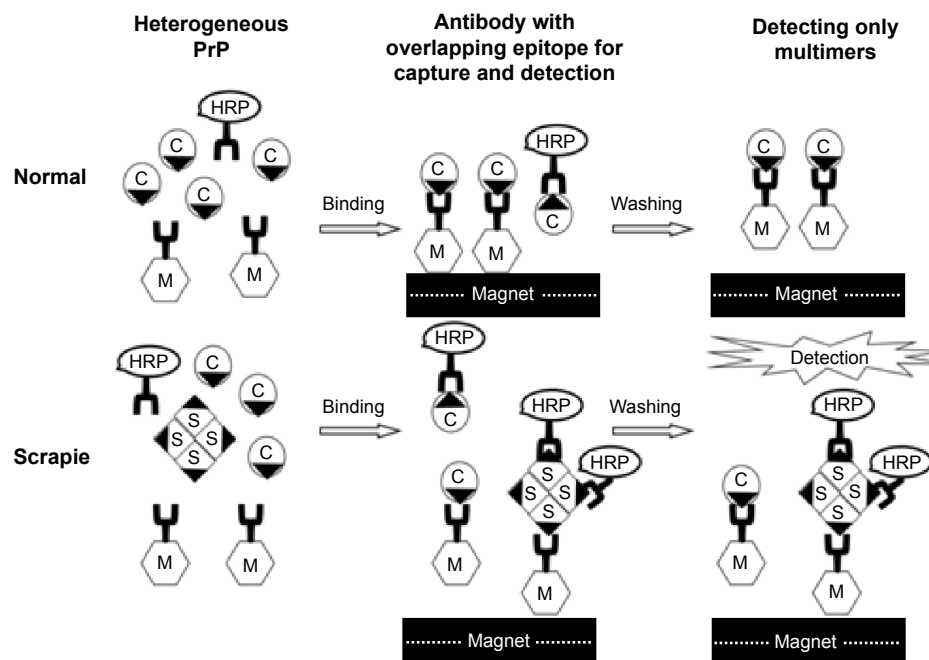 Heterogeneous
PrP
Antibody with
overlapping epitope for
capture and detection
Detecting only
multimers
Normal
HRP
C
C
C
C
M
M
Binding
C
C
HRP
C
M
M
Magnet
Washing
C
C
M
M
Magnet
Scrapie
HRP
C
C
C
S
S
S
S
M
M
Binding
HRP
C
C
M
HRP
HRP
S
S
S
S
M
Magnet
Washing
Detection
C
M
HRP
HRP
S
S
S
S
M
Magnet